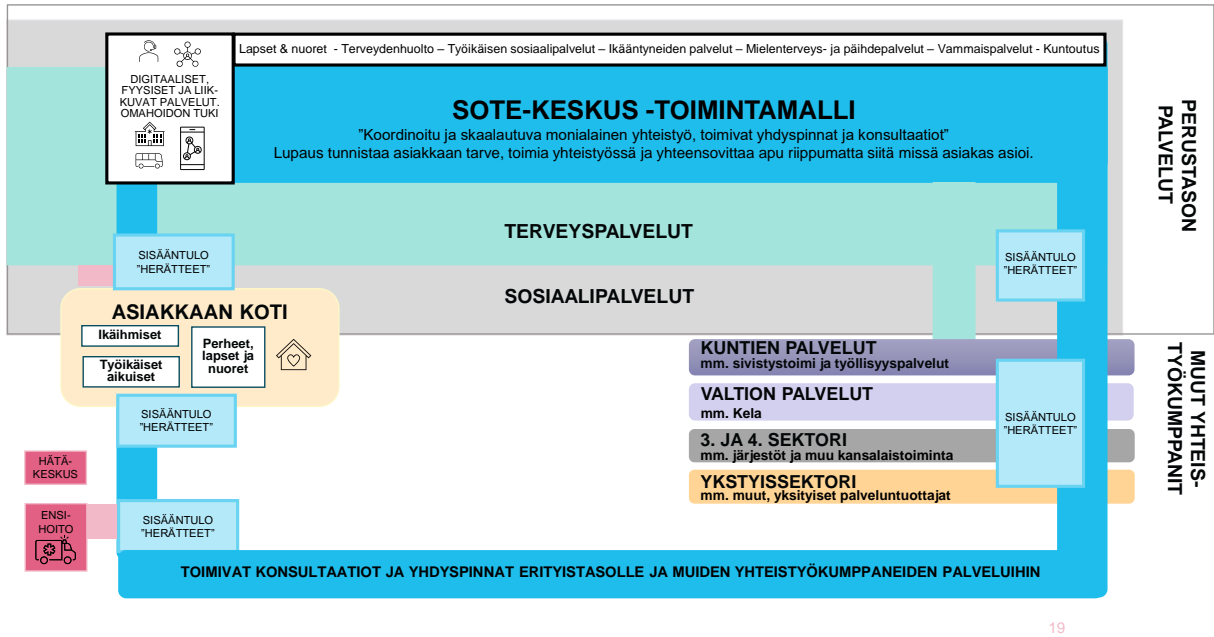 Lapset & nuoret - Terveydenhuolto – Työikäisen sosiaalipalvelut – Ikääntyneiden palvelut – Mielenterveys- ja päihdepalvelut – Vammaispalvelut - Kuntoutus
DIGITAALISET,
FYYSISET JA LIIK-
KUVAT PALVELUT.
OMAHOIDON TUKI
SOTE-KESKUS -TOIMINTAMALLI
"Koordinoitu ja skaalautuva monialainen yhteistyö, toimivat yhdyspinnat ja konsultaatiot"
Lupaus tunnistaa asiakkaan tarve, toimia yhteistyössä ja yhteensovittaa apu riippumatta siitä missä asiakas asioi.
PERUSTASON
PALVELUT
TERVEYSPALVELUT
SISÄÄNTULO
"HERÄTTEET"
SISÄÄNTULO
"HERÄTTEET"
SOSIAALIPALVELUT
ASIAKKAAN KOTI
Ikäihmiset
Työikäiset
aikuiset
Perheet,
lapset ja
nuoret
KUNTIEN PALVELUT
mm. sivistystoimi ja työllisyyspalvelut
VALTION PALVELUT
mm. Kela
3. JA 4. SEKTORI
mm. järjestöt ja muu kansalaistoiminta
YKSTYISSEKTORI
mm. muut, yksityiset palveluntuottajat
SISÄÄNTULO
"HERÄTTEET"
MUUT YHTEIS-
TYÖKUMPPANIT
SISÄÄNTULO
"HERÄTTEET"
HÄTÄ-
KESKUS
ENSI-
HOITO
SISÄÄNTULO
"HERÄTTEET"
TOIMIVAT KONSULTAATIOT JA YHDYSPINNAT ERITYISTASOLLE JA MUIDEN YHTEISTYÖKUMPPANEIDEN PALVELUIHIN
19